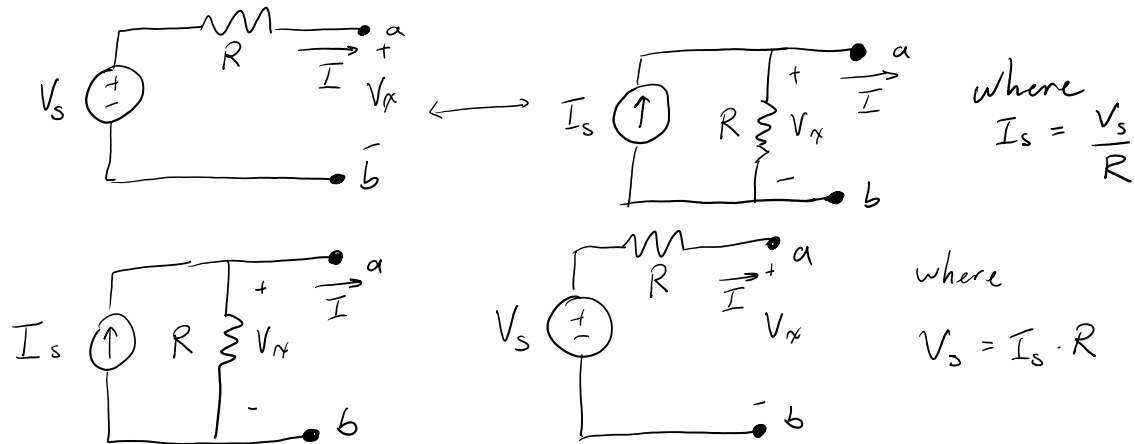 R
a
I
+
Vs
+
-
Vx
-
b
Is
R
+
Vx
-
I
a
b
where
Is = Vs/R
Is
R
+
Vx
-
I
a
b
Vs
+
-
R
I
a
+
Vx
-
b
where
Vs = Is · R